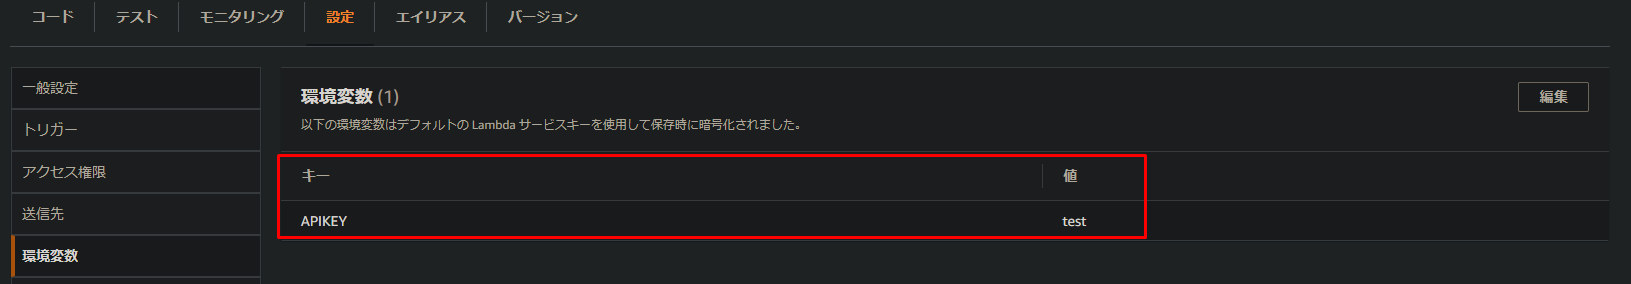 コード テスト モニタリング 設定 エイリアス バージョン
一般設定
トリガー
アクセス権限
送信先
環境変数
環境変数 (1)
編集
以下の環境変数はデフォルトの Lambda サービスキーを使用して保存時に暗号化されました。
キー 値
APIKEY test